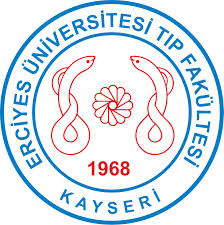 ERCİYES ÜNİVERSİTESİ TIP FAKÜLTESİ
1968
KAYSERİ